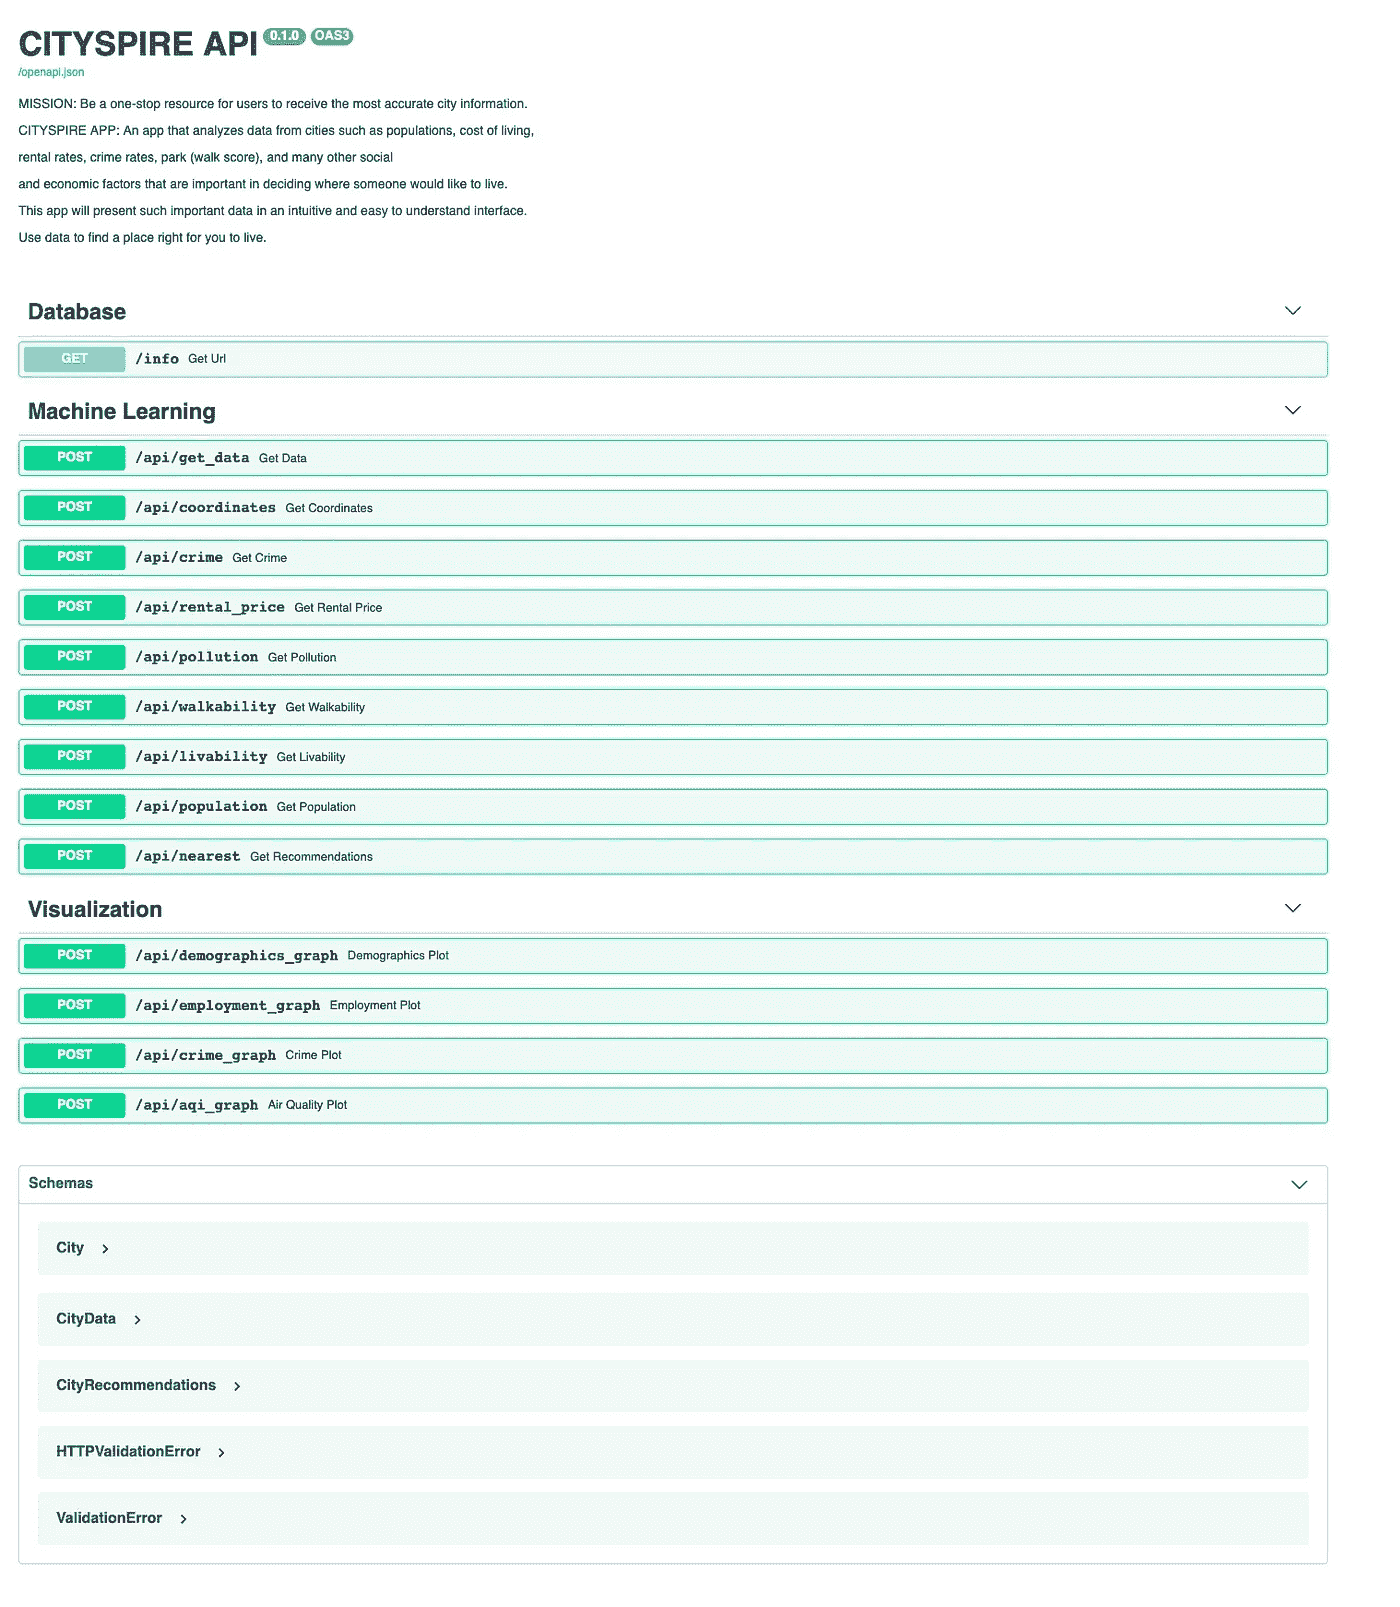 CITYSPIRE API 0.1.0 OAS3
/openapi.json
MISSION: Be a one-stop resource for users to receive the most accurate city information.
CITYSPIRE APP: An app that analyzes data from cities such as populations, cost of living,
rental rates, crime rates, park (walk score), and many other social
and economic factors that are important in deciding where someone would like to live.
This app will present such important data in an intuitive and easy to understand interface.
Use data to find a place right for you to live.
Database
GET /info Get Url
Machine Learning
POST /api/get_data Get Data
POST /api/coordinates Get Coordinates
POST /api/crime Get Crime
POST /api/rental_price Get Rental Price
POST /api/pollution Get Pollution
POST /api/walkability Get Walkability
POST /api/livability Get Livability
POST /api/population Get Population
POST /api/nearest Get Recommendations
Visualization
POST /api/demographics_graph Demographics Plot
POST /api/employment_graph Employment Plot
POST /api/crime_graph Crime Plot
POST /api/aqi_graph Air Quality Plot
Schemas
City
CityData
CityRecommendations
HTTPValidationError
ValidationError